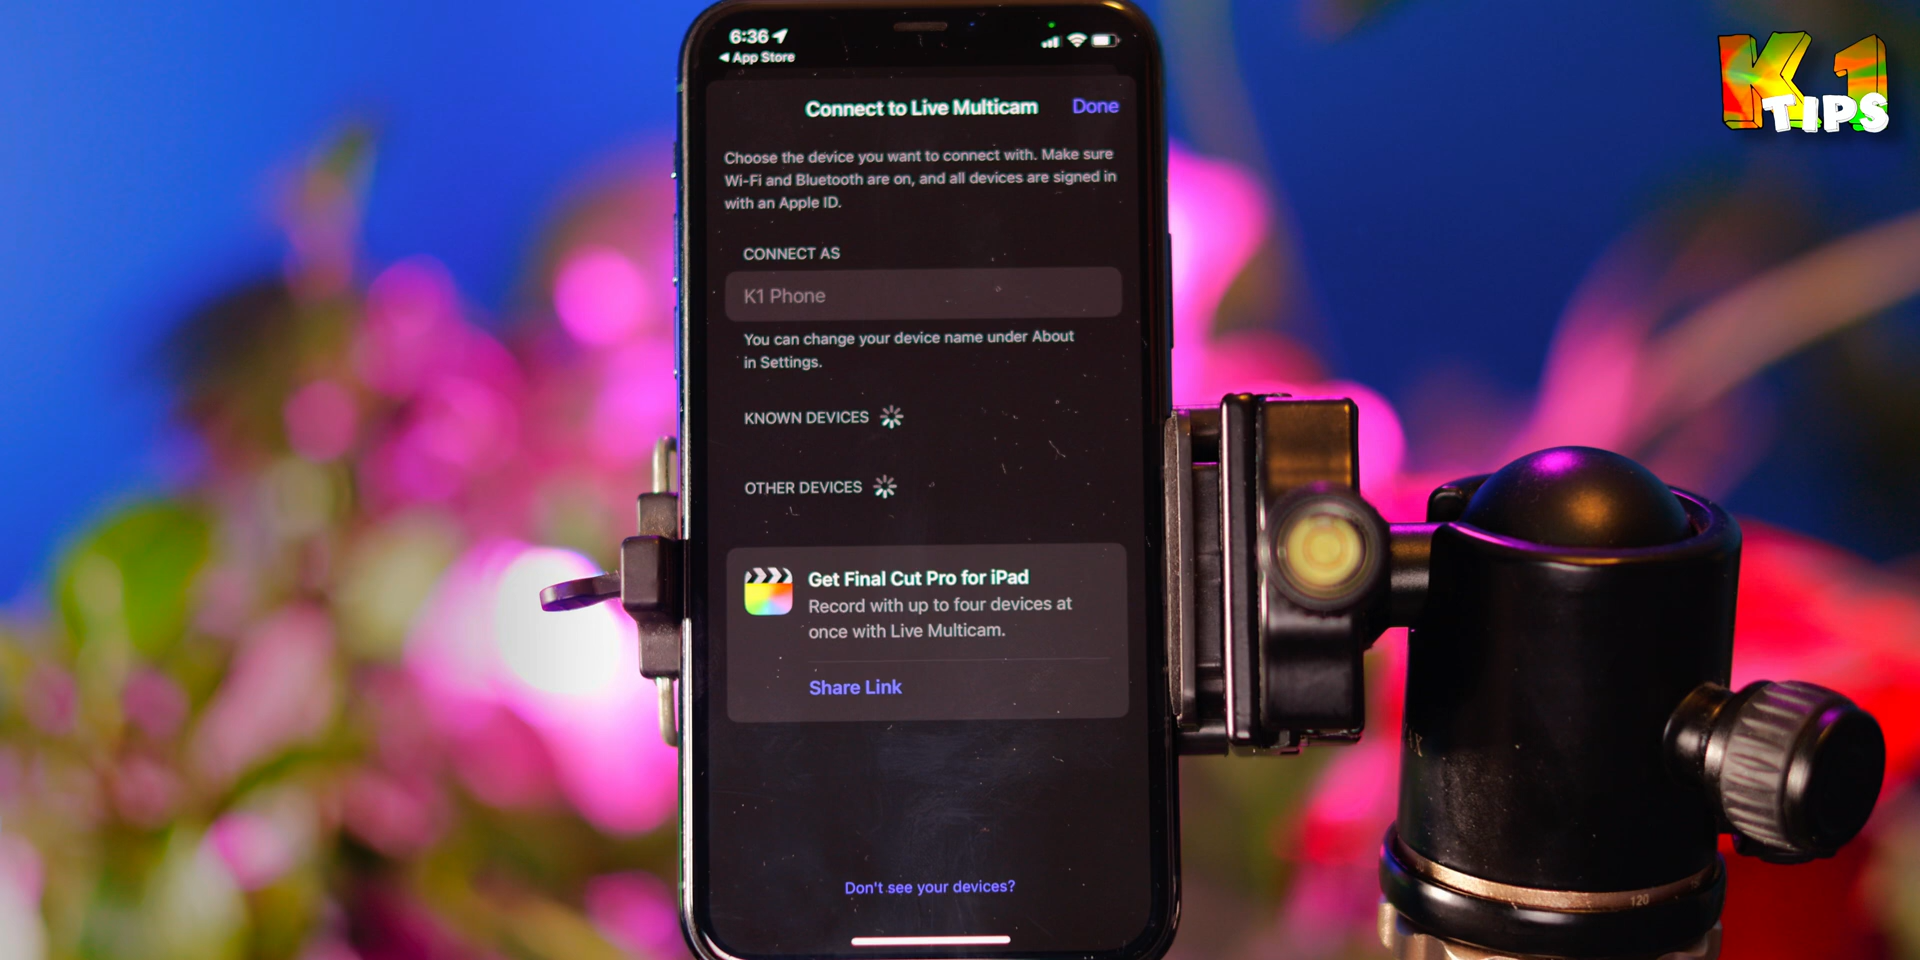 6:36
App Store
Connect to Live Multicam
Done
Choose the device you want to connect with. Make sure
Wi-Fi and Bluetooth are on, and all devices are signed in
with an Apple ID.
CONNECT AS
K1 Phone
You can change your device name under About
in Settings.
KNOWN DEVICES
OTHER DEVICES
Get Final Cut Pro for iPad
Record with up to four devices at
once with Live Multicam.
Share Link
Don't see your devices?
K1
TIPS
120